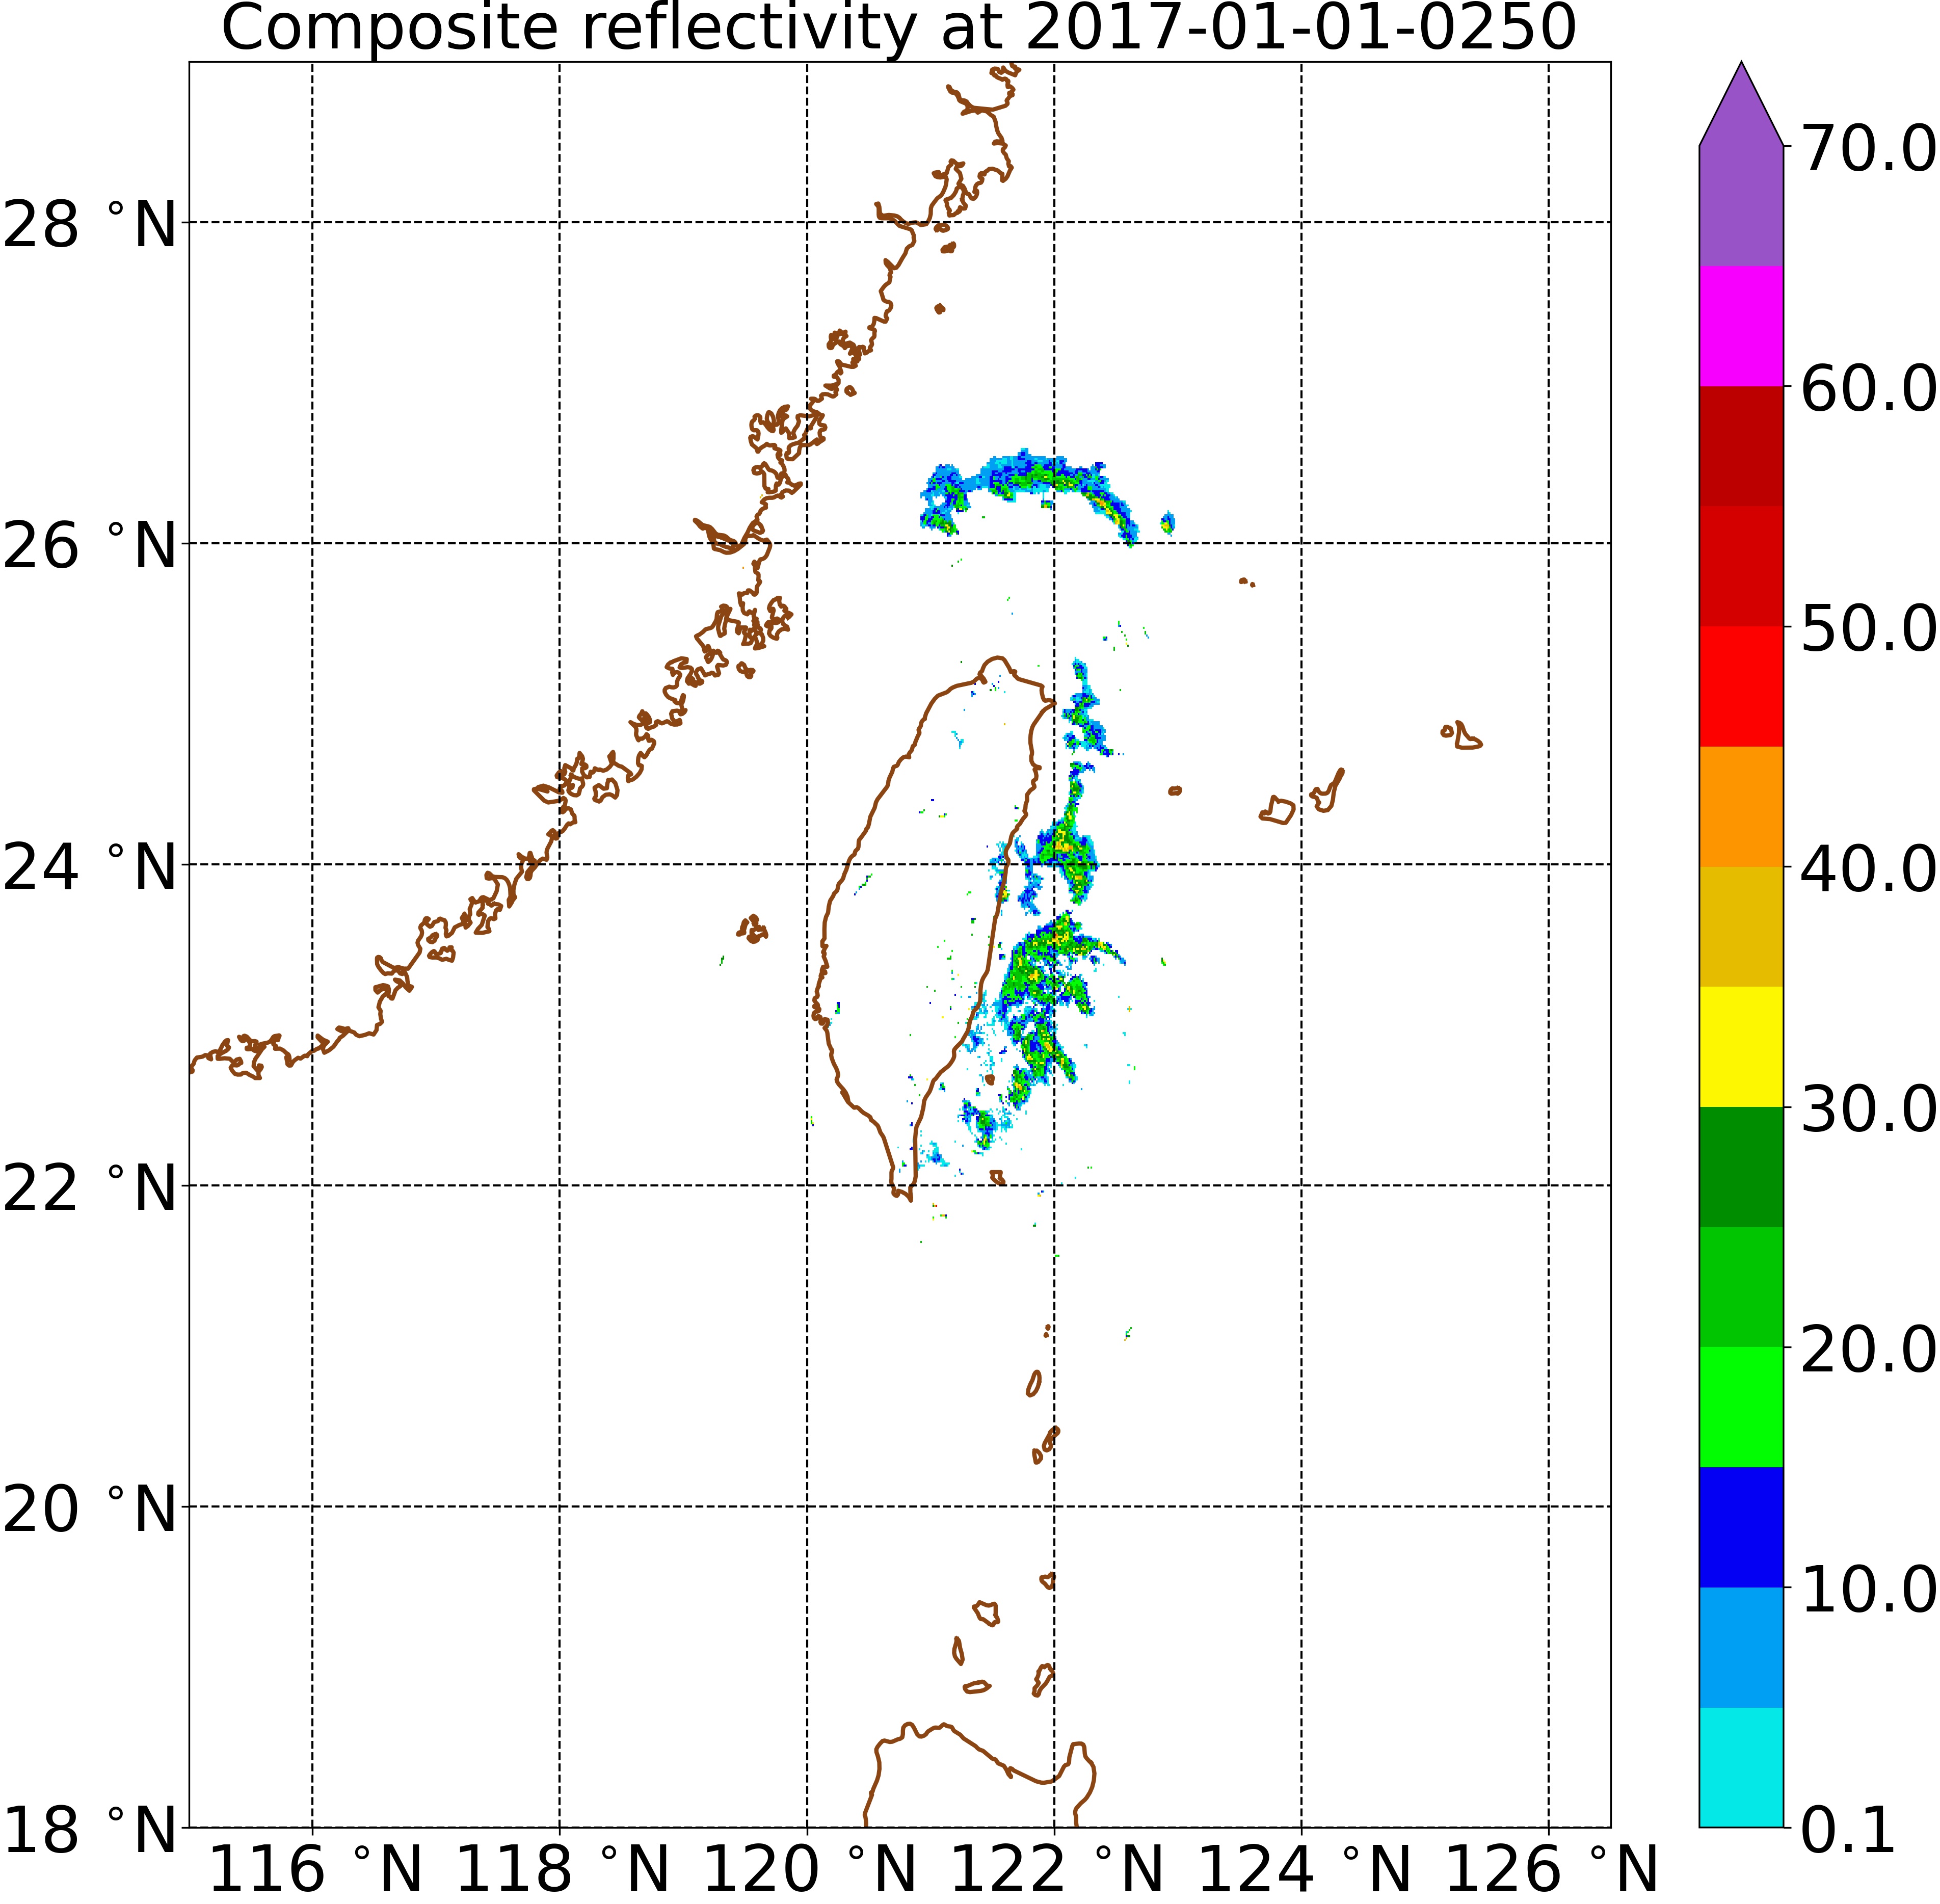 Composite reflectivity at 2017-01-01-0250
28 °N
26 °N
24 °N
22 °N
20 °N
18 °N
116 °N 118 °N 120 °N 122 °N 124 °N 126 °N
70.0
60.0
50.0
40.0
30.0
20.0
10.0
0.1